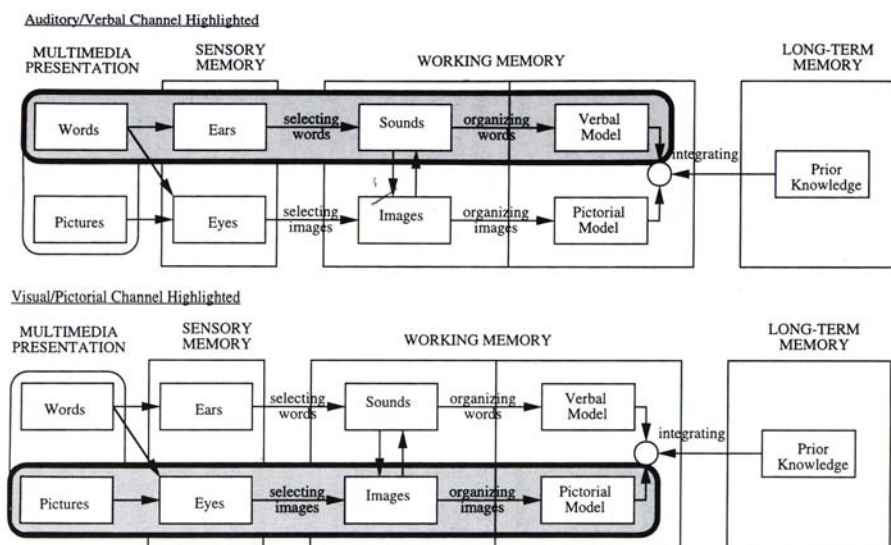 Auditory/Verbal Channel Highlighted
MULTIMEDIA
PRESENTATION
SENSORY
MEMORY
WORKING MEMORY
LONG-TERM
MEMORY
Words
Ears
selecting
words
Sounds
organizing
words
Verbal
Model
integrating
Prior
Knowledge
Pictures
Eyes
selecting
images
Images
organizing
images
Pictorial
Model
Visual/Pictorial Channel Highlighted
MULTIMEDIA
PRESENTATION
SENSORY
MEMORY
WORKING MEMORY
LONG-TERM
MEMORY
Words
Ears
selecting
words
Sounds
organizing
words
Verbal
Model
integrating
Prior
Knowledge
Pictures
Eyes
selecting
images
Images
organizing
images
Pictorial
Model